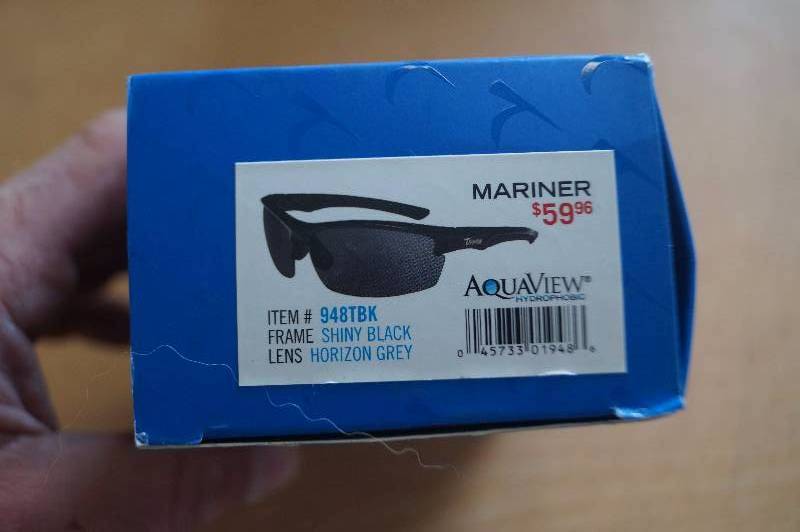 MARINER
$59 96
AQUAVIEW®
HYDROPHOBIC
ITEM # 948TBK
FRAME SHINY BLACK
LENS HORIZON GREY
0 45733 01948 6